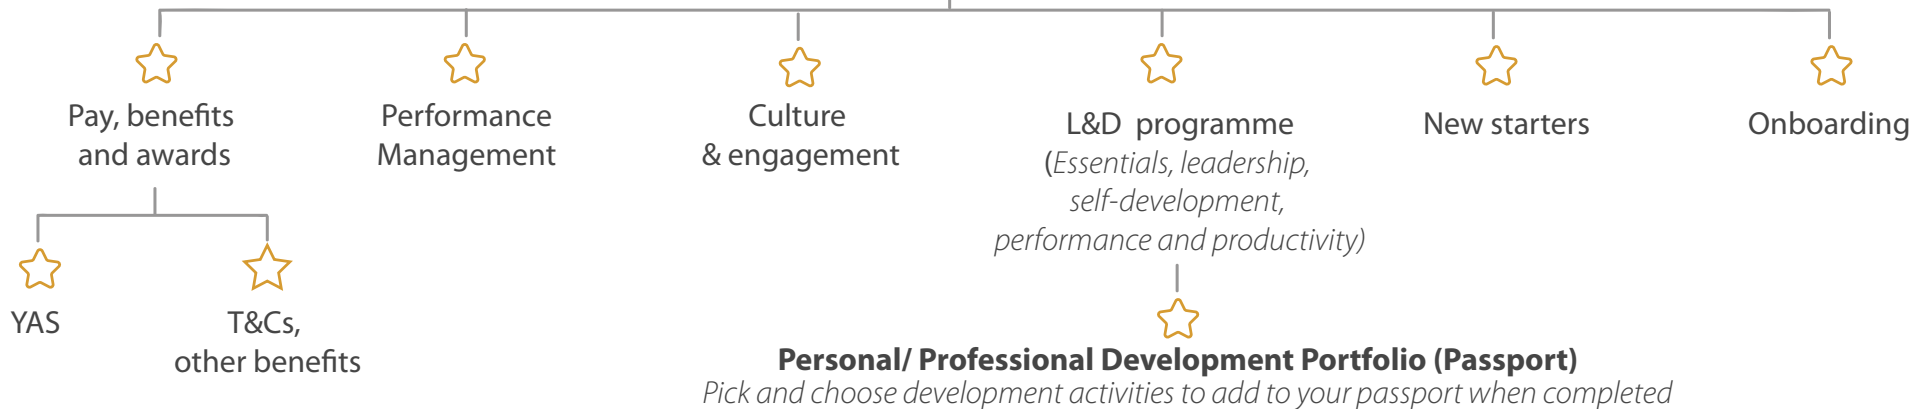 Pay, benefits
and awards
Performance
Management
Culture
& engagement
L&D  programme
(Essentials, leadership,
self-development,
performance and productivity)
New starters
Onboarding
YAS
T&Cs,
other benefits
Personal/ Professional Development Portfolio (Passport)
Pick and choose development activities to add to your passport when completed